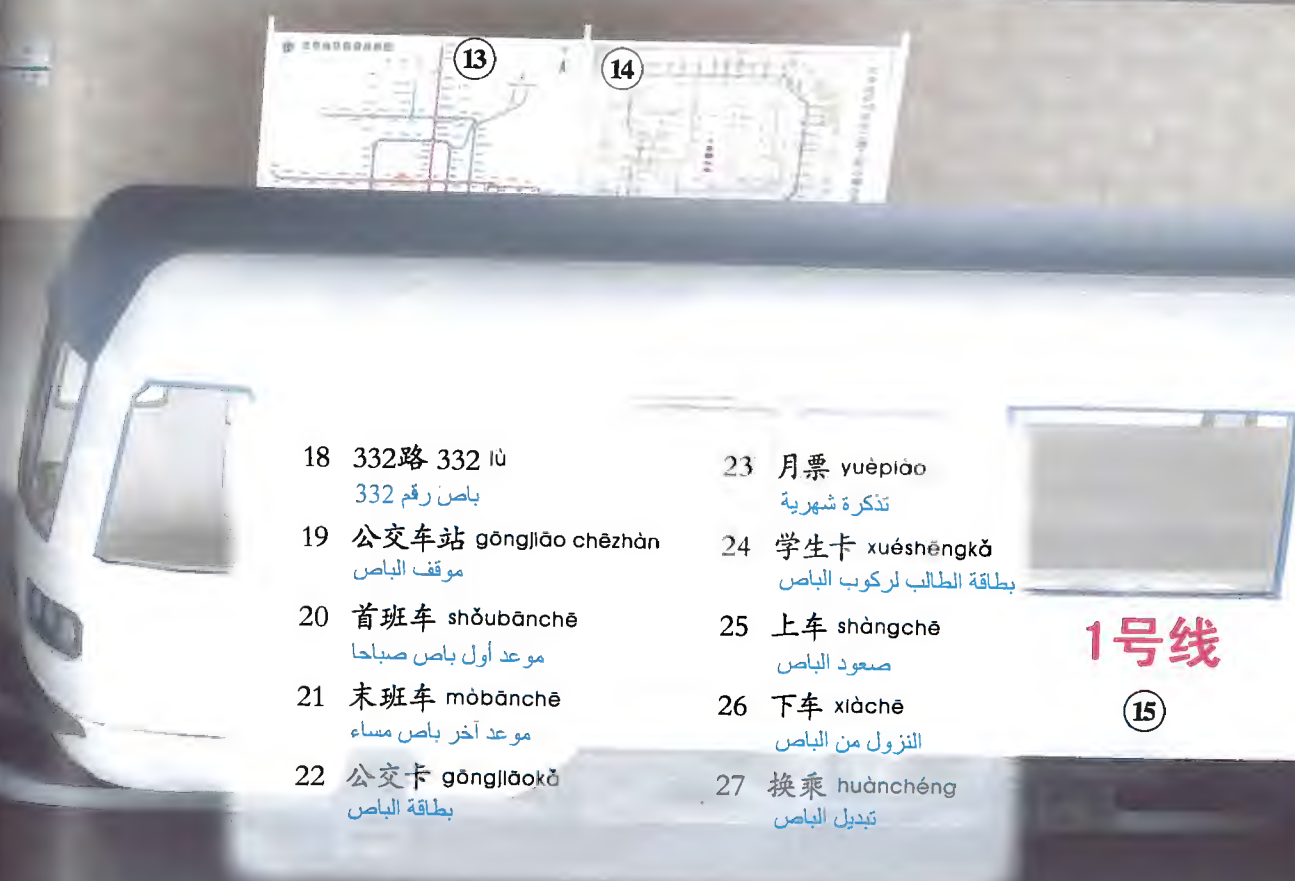 13
14
18 332路 332 lù
باص رقم 332
19 公交车站 gōngjiāo chēzhàn
موقف الباص
20 首班车 shǒubānchē
موعد أول باص صباحا
21 末班车 mòbānchē
موعد آخر باص مساء
22 公交卡 gōngjiāokǎ
بطاقة الباص
23 月票 yuèpiào
تذكرة شهرية
24 学生卡 xuéshēngkǎ
بطاقة الطالب لركوب الباص
25 上车 shàngchē
صعود الباص
26 下车 xiàchē
النزول من الباص
27 换乘 huànchéng
تبديل الباص
1号线
15